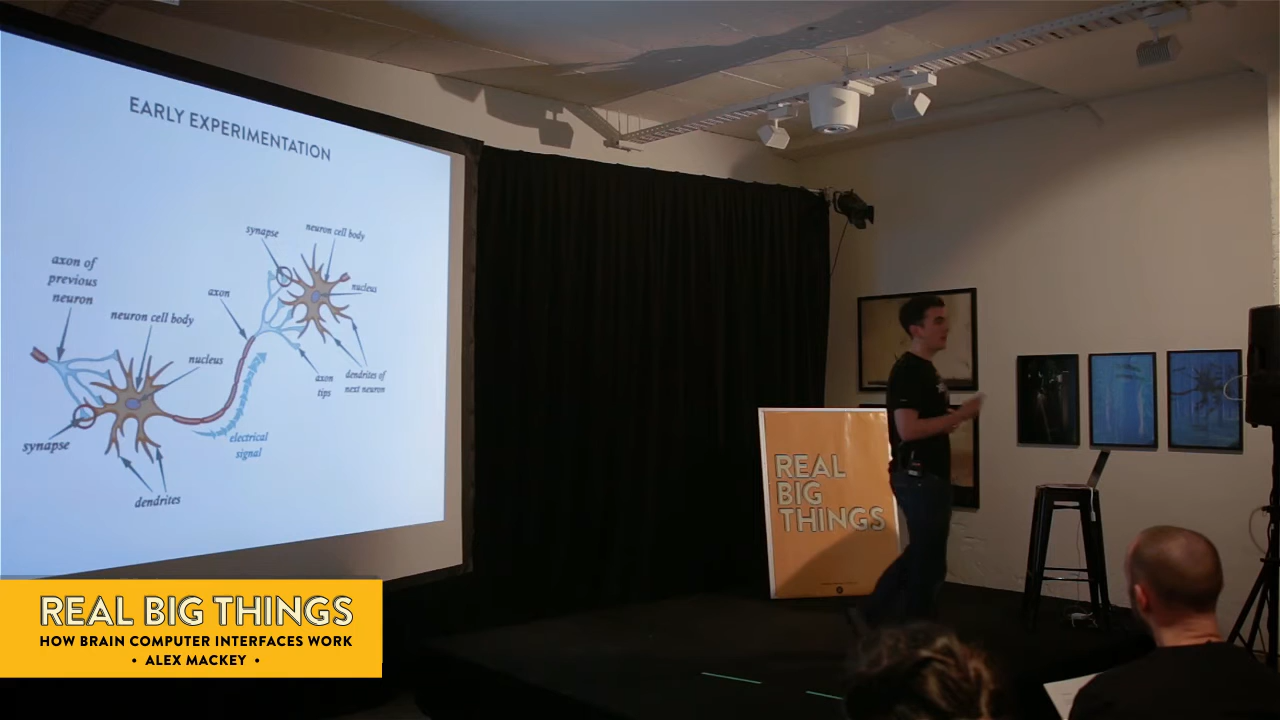 EARLY EXPERIMENTATION
synapse
neuron cell body
axon of
previous
neuron
nucleus
axon
neuron cell body
nucleus
axon
tips
dendrites of
next neuron
synapse
electrical
signal
dendrites
REAL
BIG
THINGS
REAL BIG THINGS
HOW BRAIN COMPUTER INTERFACES WORK
• ALEX MACKEY •